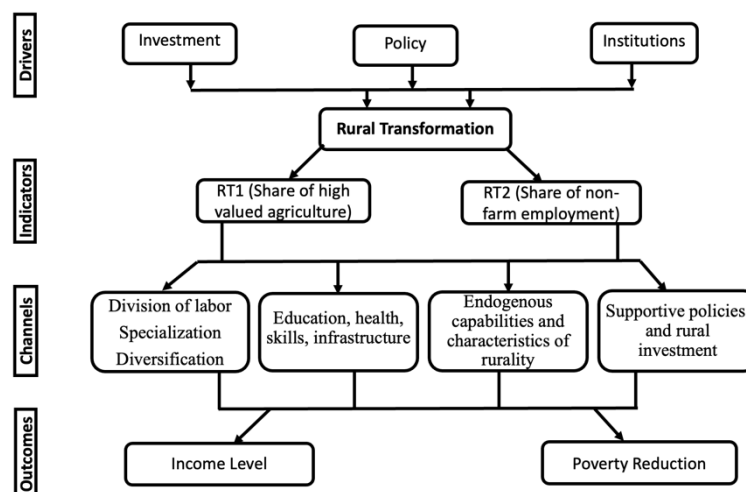 Drivers
Investment
Policy
Institutions
Rural Transformation
Indicators
RT1 (Share of high
valued agriculture)
RT2 (Share of non-
farm employment)
Channels
Division of labor
Specialization
Diversification
Education, health,
skills, infrastructure
Endogenous
capabilities and
characteristics of
rurality
Supportive policies
and rural
investment
Outcomes
Income Level
Poverty Reduction